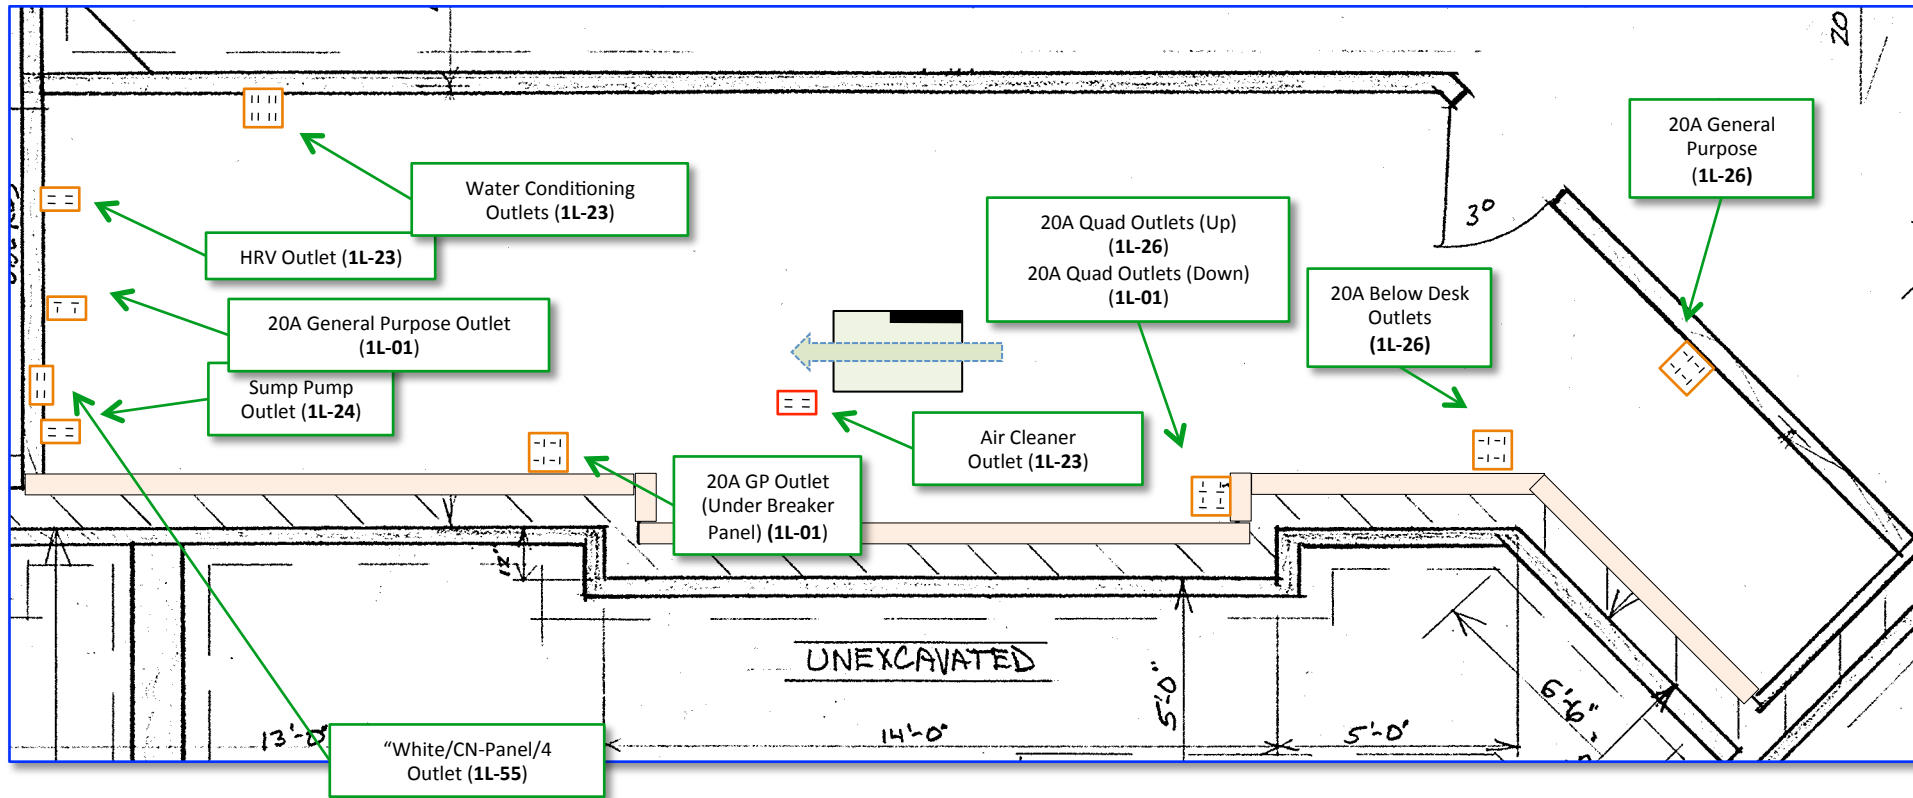 20
20A General
Purpose
(1L-26)
Water Conditioning
Outlets (1L-23)
3⁰
20A Quad Outlets (Up)
(1L-26)
20A Quad Outlets (Down)
(1L-01)
HRV Outlet (1L-23)
20A Below Desk
Outlets
(1L-26)
20A General Purpose Outlet
(1L-01)
Sump Pump
Outlet (1L-24)
Air Cleaner
Outlet (1L-23)
20A GP Outlet
(Under Breaker
Panel) (1L-01)
12"
UNEXCAVATED
5'-0"
6'-6"
13'-0"
14'-0"
5'-0"
"White/CN-Panel/4
Outlet (1L-55)